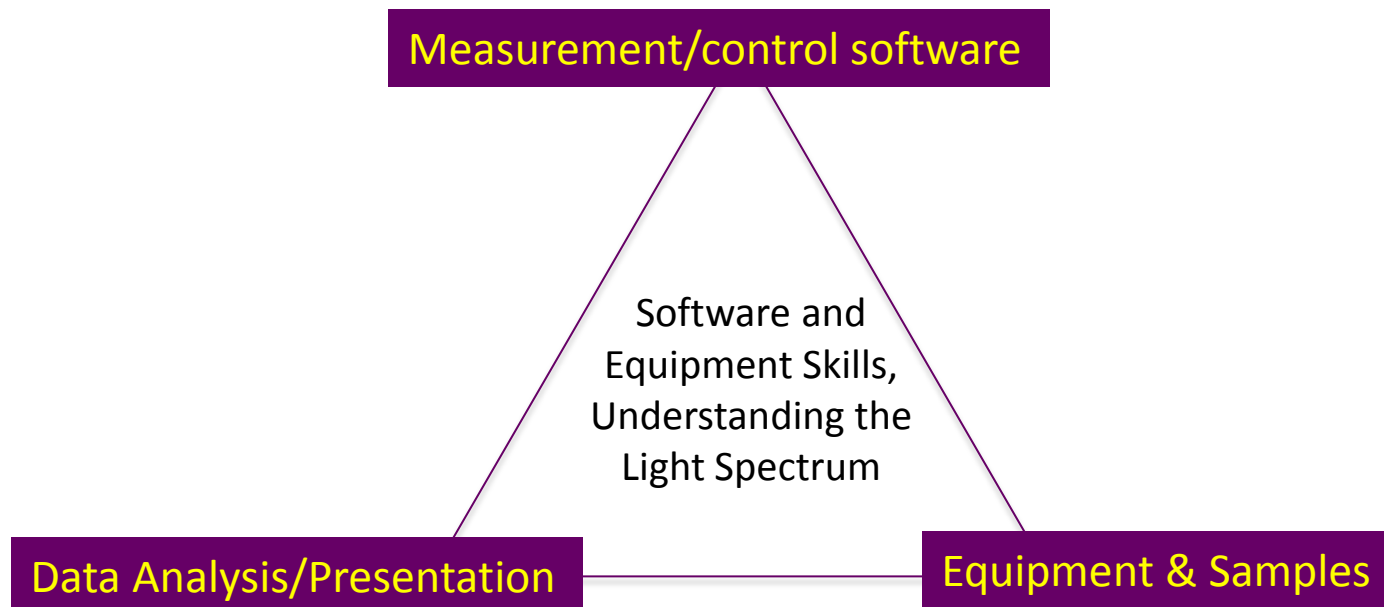 Measurement/control software
Software and
Equipment Skills,
Understanding the
Light Spectrum
Data Analysis/Presentation
Equipment & Samples